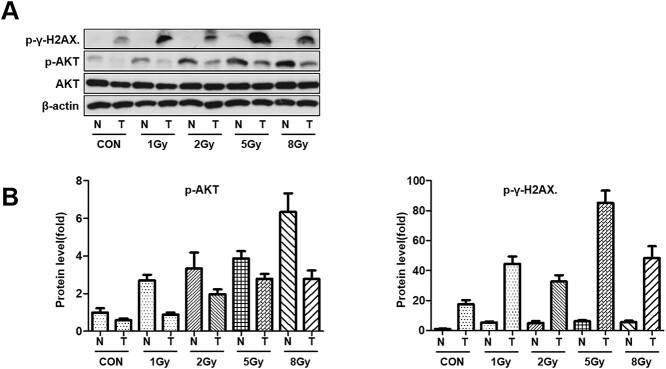 A
p-γ-H2AX.
p-AKT
AKT
β-actin
N T N T N T N T N T
CON 1Gy 2Gy 5Gy 8Gy
B
p-AKT
Protein level(fold)
8
6
4
2
0
N T N T N T N T N T
CON 1Gy 2Gy 5Gy 8Gy
p-γ-H2AX.
Protein level(fold)
100
80
60
40
20
0
N T N T N T N T N T
CON 1Gy 2Gy 5Gy 8Gy